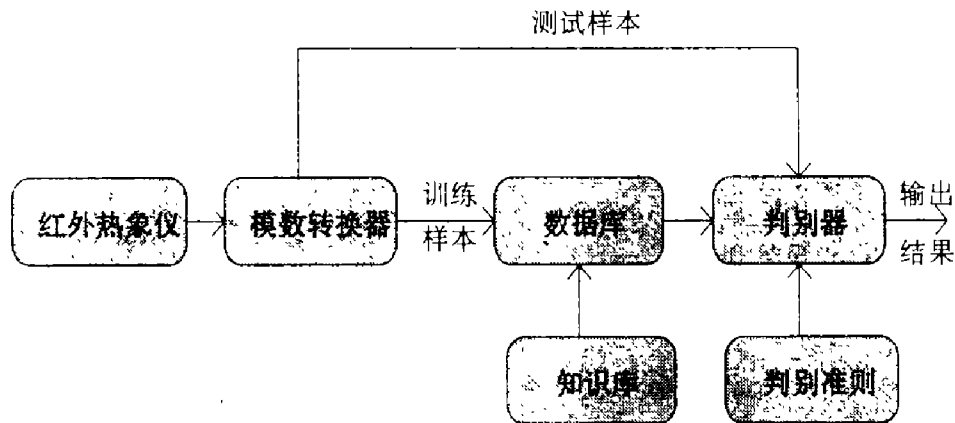 测试样本
红外热象仪
模数转换器
训练
样本
数据库
判别器
输出
结果
知识库
判别准则